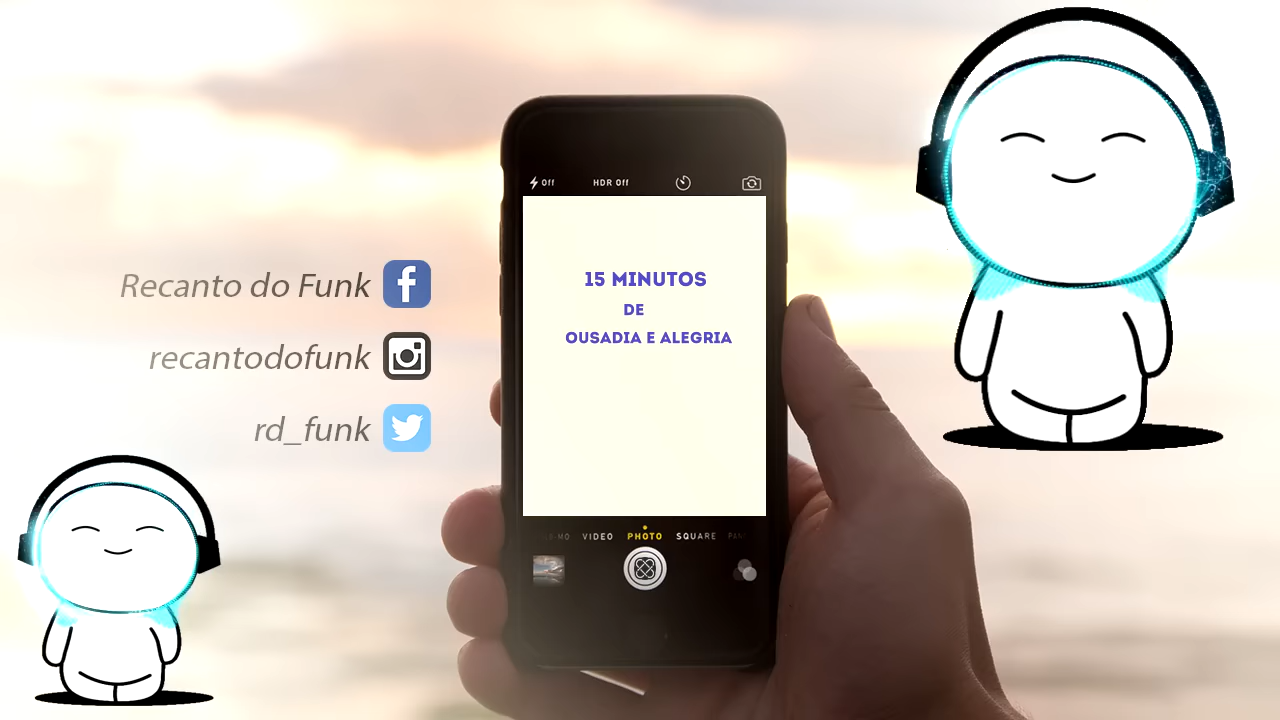 Recanto do Funk
recantodofunk
rd_funk
Off
HDR Off
15 MINUTOS
DE
OUSADIA E ALEGRIA
VIDEO PHOTO SQUARE